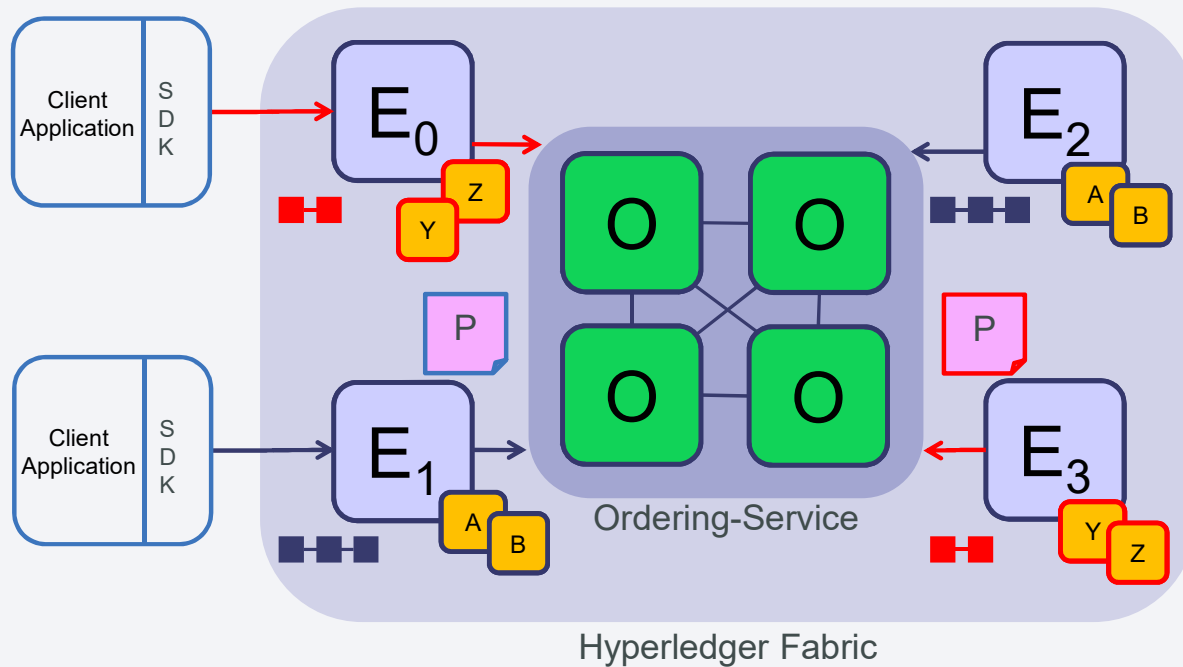 Client
Application
S
D
K
E0
Z
Y
E2
A
B
O
O
P
P
O
O
Client
Application
S
D
K
E1
A
B
E3
Y
Z
Ordering-Service
Hyperledger Fabric